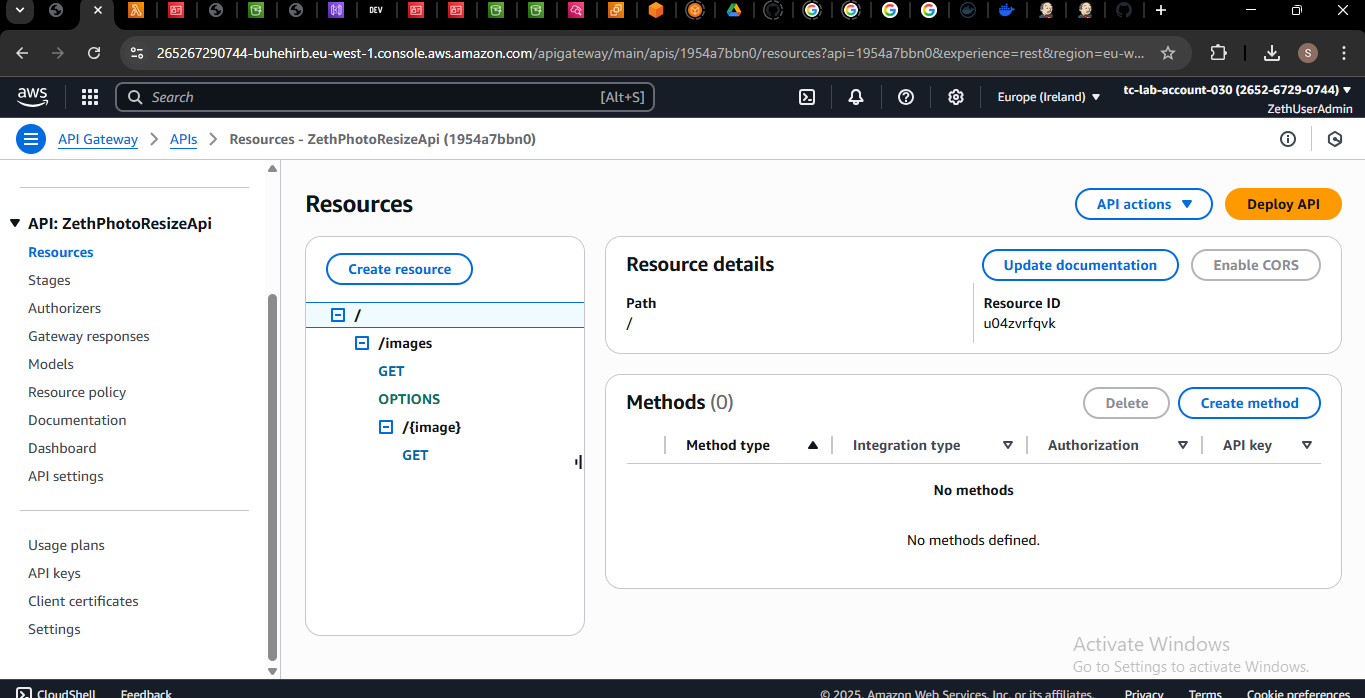 DEV
265267290744-buhehirb.eu-west-1.console.aws.amazon.com/apigateway/main/apis/1954a7bbn0/resources?api=1954a7bbn0&experience=rest&region=eu-w...
S
aws
Search
[Alt+S]
Europe (Ireland)
tc-lab-account-030 (2652-6729-0744)
ZethUserAdmin
API Gateway
APIs
Resources - ZethPhotoResizeApi (1954a7bbn0)
API: ZethPhotoResizeApi
Resources
Stages
Authorizers
Gateway responses
Models
Resource policy
Documentation
Dashboard
API settings
Usage plans
API keys
Client certificates
Settings
Resources
API actions
Deploy API
Create resource
/
/images
GET
OPTIONS
/{image}
GET
Resource details
Update documentation
Enable CORS
Path
/
Resource ID
u04zvrfqvk
Methods (0)
Delete
Create method
Method type
Integration type
Authorization
API key
No methods
No methods defined.
Activate Windows
Go to Settings to activate Windows.
CloudShell
Feedback
© 2025, Amazon Web Services, Inc. or its affiliates.
Privacy
Terms
Cookie preferences